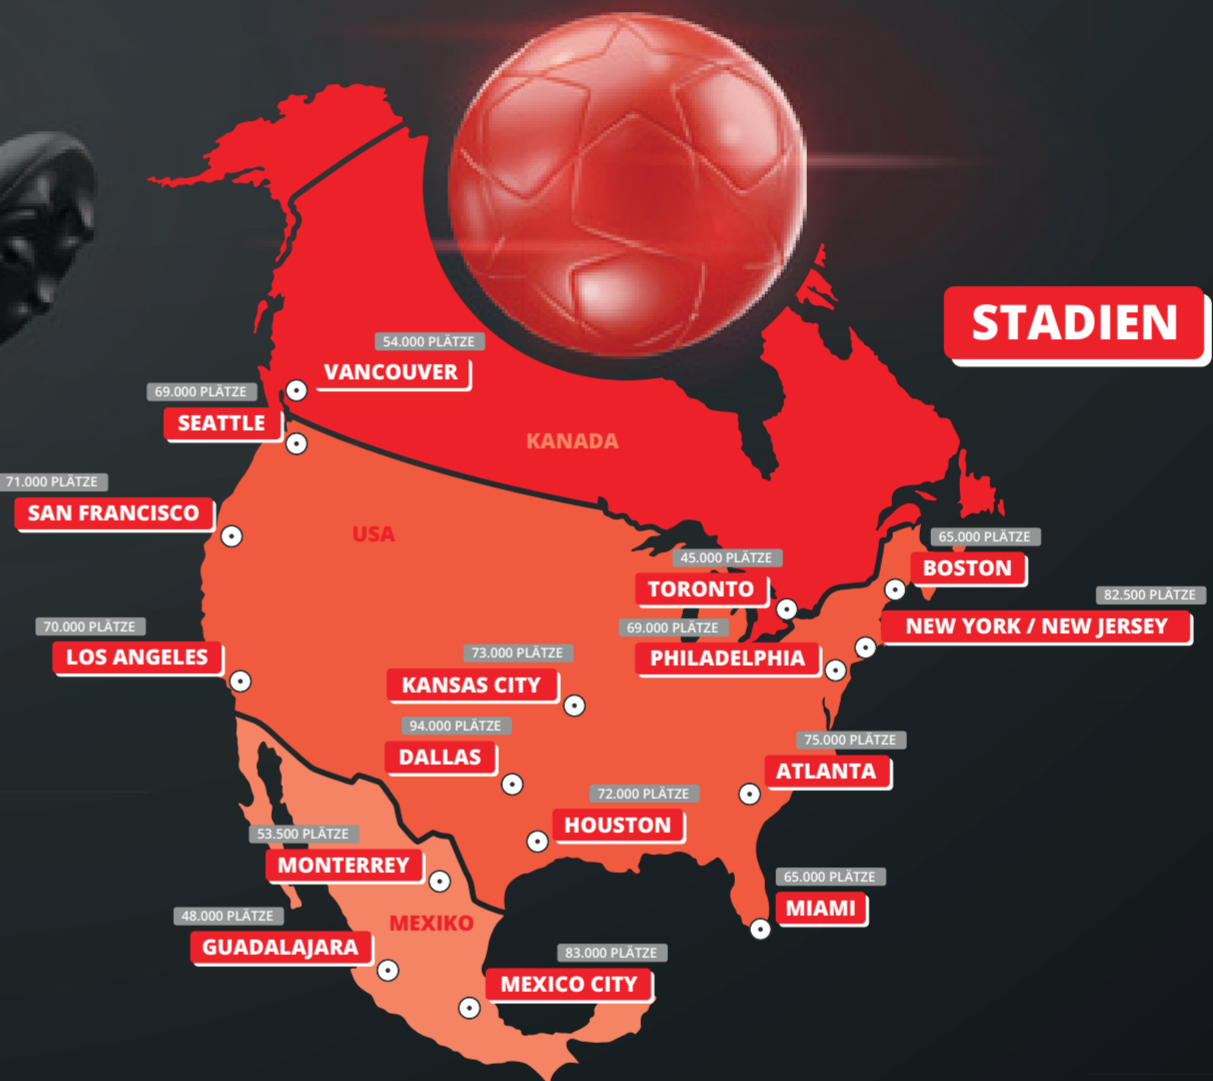 STADIEN
54.000 PLÄTZE
VANCOUVER
69.000 PLÄTZE
SEATTLE
KANADA
71.000 PLÄTZE
SAN FRANCISCO
USA
65.000 PLÄTZE
BOSTON
45.000 PLÄTZE
TORONTO
82.500 PLÄTZE
NEW YORK / NEW JERSEY
69.000 PLÄTZE
PHILADELPHIA
70.000 PLÄTZE
LOS ANGELES
73.000 PLÄTZE
KANSAS CITY
94.000 PLÄTZE
DALLAS
75.000 PLÄTZE
ATLANTA
72.000 PLÄTZE
HOUSTON
53.500 PLÄTZE
MONTERREY
65.000 PLÄTZE
MIAMI
MEXIKO
48.000 PLÄTZE
GUADALAJARA
83.000 PLÄTZE
MEXICO CITY